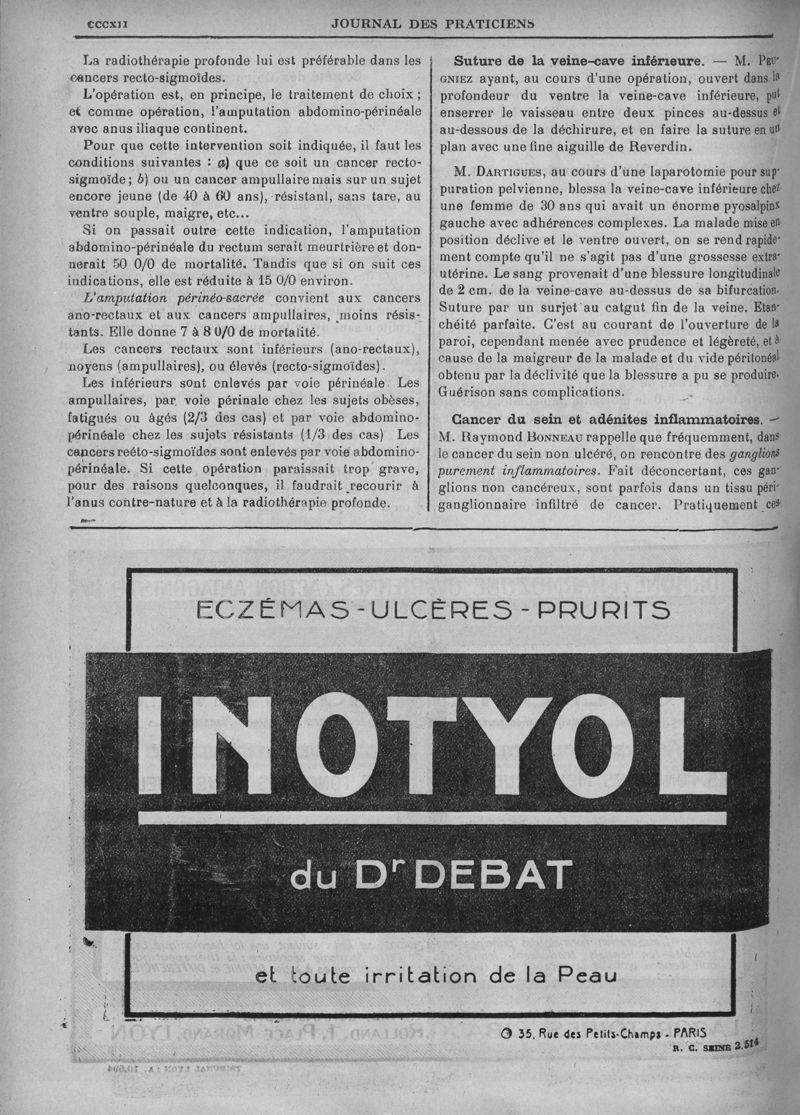 CCCXII
JOURNAL DES PRATICIENS
La radiothérapie profonde lui est préférable dans les
cancers recto-sigmoïdes.
L'opération est, en principe, le traitement de choix ;
et comme opération, l'amputation abdomino-périnéale
avec anus iliaque continent.
Pour que cette intervention soit indiquée, il faut les
conditions suivantes : a) que ce soit un cancer recto-
sigmoïde ; b) ou un cancer ampullaire mais sur un sujet
encore jeune (de 40 à 60 ans), résistanl, sans tare, au
ventre souple, maigre, etc...
Si on passait outre cette indication, l'amputation
abdomino-périnéale du rectum serait meurtrière et don-
nerait 50 0/0 de mortalité. Tandis que si on suit ces
indications, elle est réduite à 15 0/0 environ.
L'amputation périnéo-sacrée convient aux cancers
ano-rectaux et aux cancers ampullaires, moins résis-
tants. Elle donne 7 à 8 0/0 de mortalité.
Les cancers rectaux sont inférieurs (ano-rectaux),
noyens (ampullaires), ou élevés (recto-sigmoïdes).
Les inférieurs sont enlevés par voie périnéale. Les
ampullaires, par voie périnale chez les sujets obèses,
fatigués ou âgés (2/3 des cas) et par voie abdomino-
périnéale chez les sujets résistants (1/3 des cas) Les
cancers reéto-sigmoïdes sont enlevés par voie abdomino-
périnéale. Si cette opération paraissait trop grave,
pour des raisons quelconques, il faudrait recourir à
l'anus contre-nature et à la radiothérapie profonde.
Suture de la veine-cave inférieure. — M. PEU-
GNIEZ ayant, au cours d'une opération, ouvert dans la
profondeur du ventre la veine-cave inférieure, put
enserrer le vaisseau entre deux pinces au-dessus et
au-dessous de la déchirure, et en faire la suture en un
plan avec une fine aiguille de Reverdin.
M. DARTIGUES, au cours d'une laparotomie pour sup-
puration pelvienne, blessa la veine-cave inférieure chez
une femme de 30 ans qui avait un énorme pyosalpinx
gauche avec adhérences complexes. La malade mise en
position déclive et le ventre ouvert, on se rend rapide-
ment compte qu'il ne s'agit pas d'une grossesse extra-
utérine. Le sang provenait d'une blessure longitudinale
de 2 cm. de la veine-cave au-dessus de sa bifurcation.
Suture par un surjet au catgut fin de la veine. Etan-
chéité parfaite. C'est au courant de l'ouverture de la
paroi, cependant menée avec prudence et légèreté, et à
cause de la maigreur de la malade et du vide péritonéal
obtenu par la déclivité que la blessure a pu se produire.
Guérison sans complications.
Cancer du sein et adénites inflammatoires. —
M. Raymond BONNEAU rappelle que fréquemment, dans
le cancer du sein non ulcéré, on rencontre des ganglions
purement inflammatoires. Fait déconcertant, ces gan-
glions non cancéreux, sont parfois dans un tissu péri-
ganglionnaire infiltré de cancer. Pratiquement ces
ECZÉMAS - ULCÈRES - PRURITS
INOTYOL
du Dr DEBAT
et toute irritation de la Peau
35, Rue des Petits-Champs - PARIS
R. C. SEINE 2.514